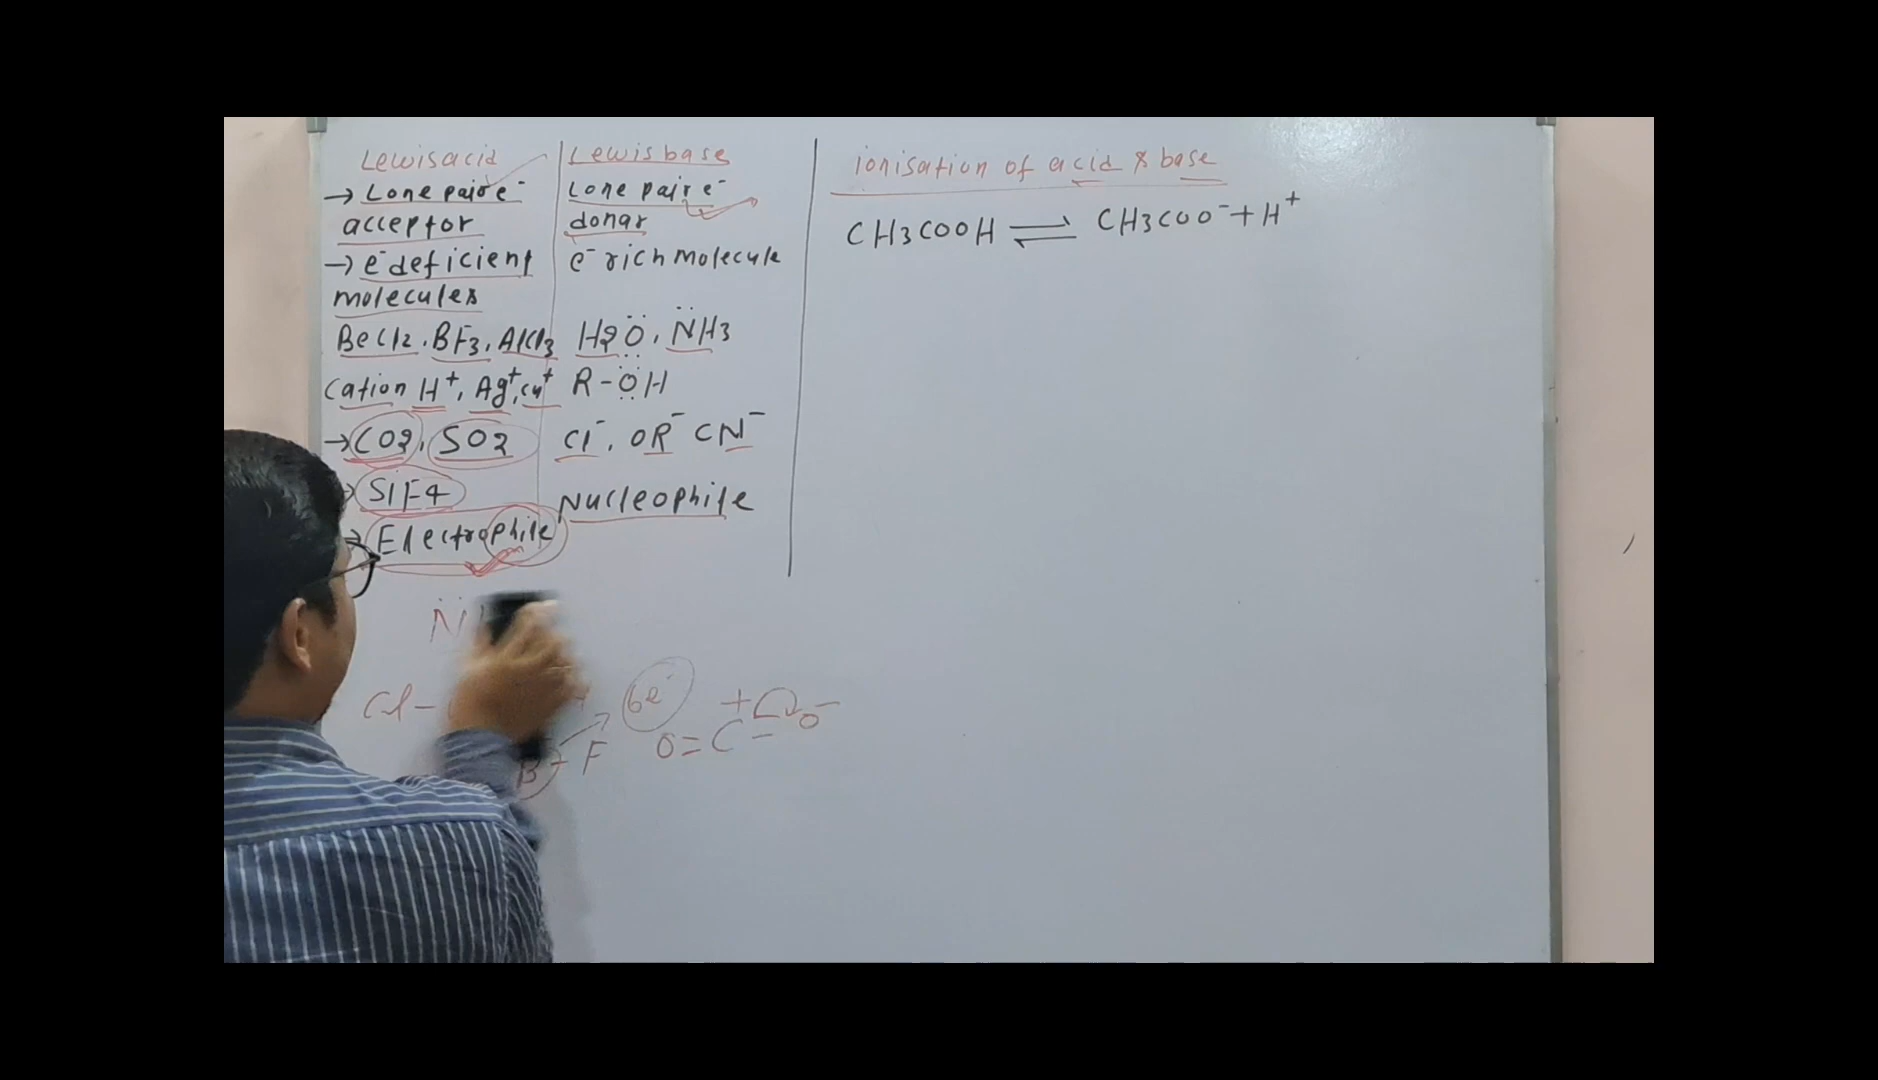 Lewis acid
→ Lone pair e⁻
acceptor
→ e⁻ deficient
molecules
BeCl2, BF3, AlCl3
Cation H⁺, Ag⁺, Cu⁺
→ CO2, SO2
→ SiF4
→ Electrophile
Lewis base
Lone pair e⁻
donar
e⁻ rich molecule
H2Ö, N̈H3
R-ÖH
Cl⁻, OR⁻ CN⁻
Nucleophile
ionisation of acid & base
CH3COOH ⇌ CH3COO⁻ + H⁺
N̈
Cl-
6e⁻
B-F
+ -
O=C-O